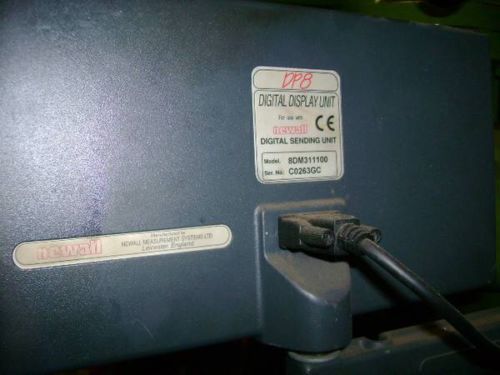 DP8
DIGITAL DISPLAY UNIT
For use with
newall CE
DIGITAL SENDING UNIT
Model. 8DM311100
Ser. No. C0263GC
newall
Manufactured by
NEWALL MEASUREMENT SYSTEMS LTD
Leicester England